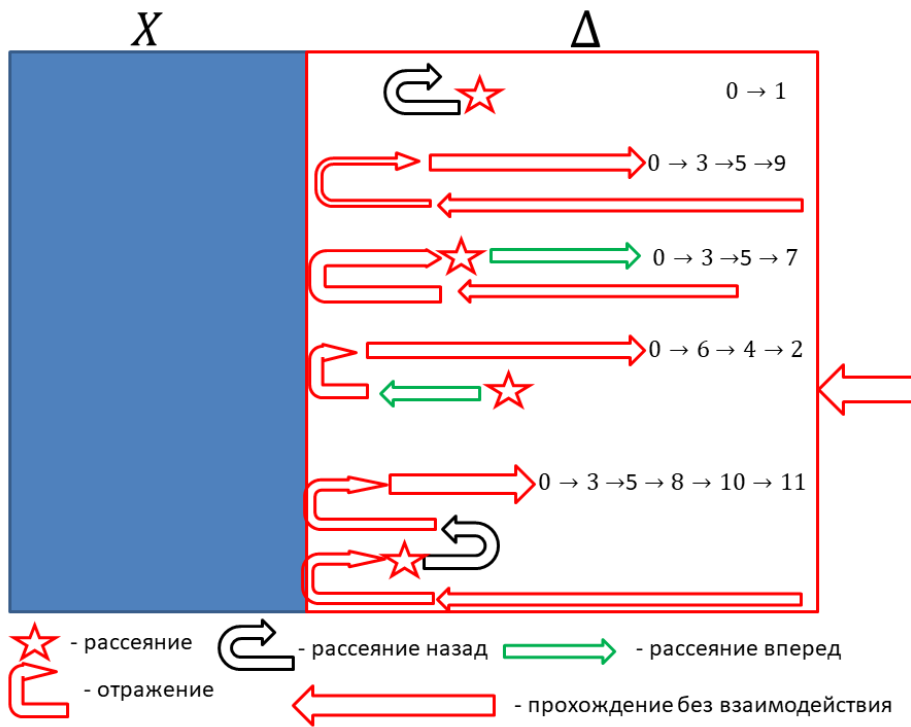 X Δ
0 → 1
0 → 3 →5 →9
0 → 3 →5 → 7
0 → 6 → 4 → 2
0 → 3 →5 → 8 → 10 → 11
- рассеяние - рассеяние назад - рассеяние вперед
- отражение - прохождение без взаимодействия